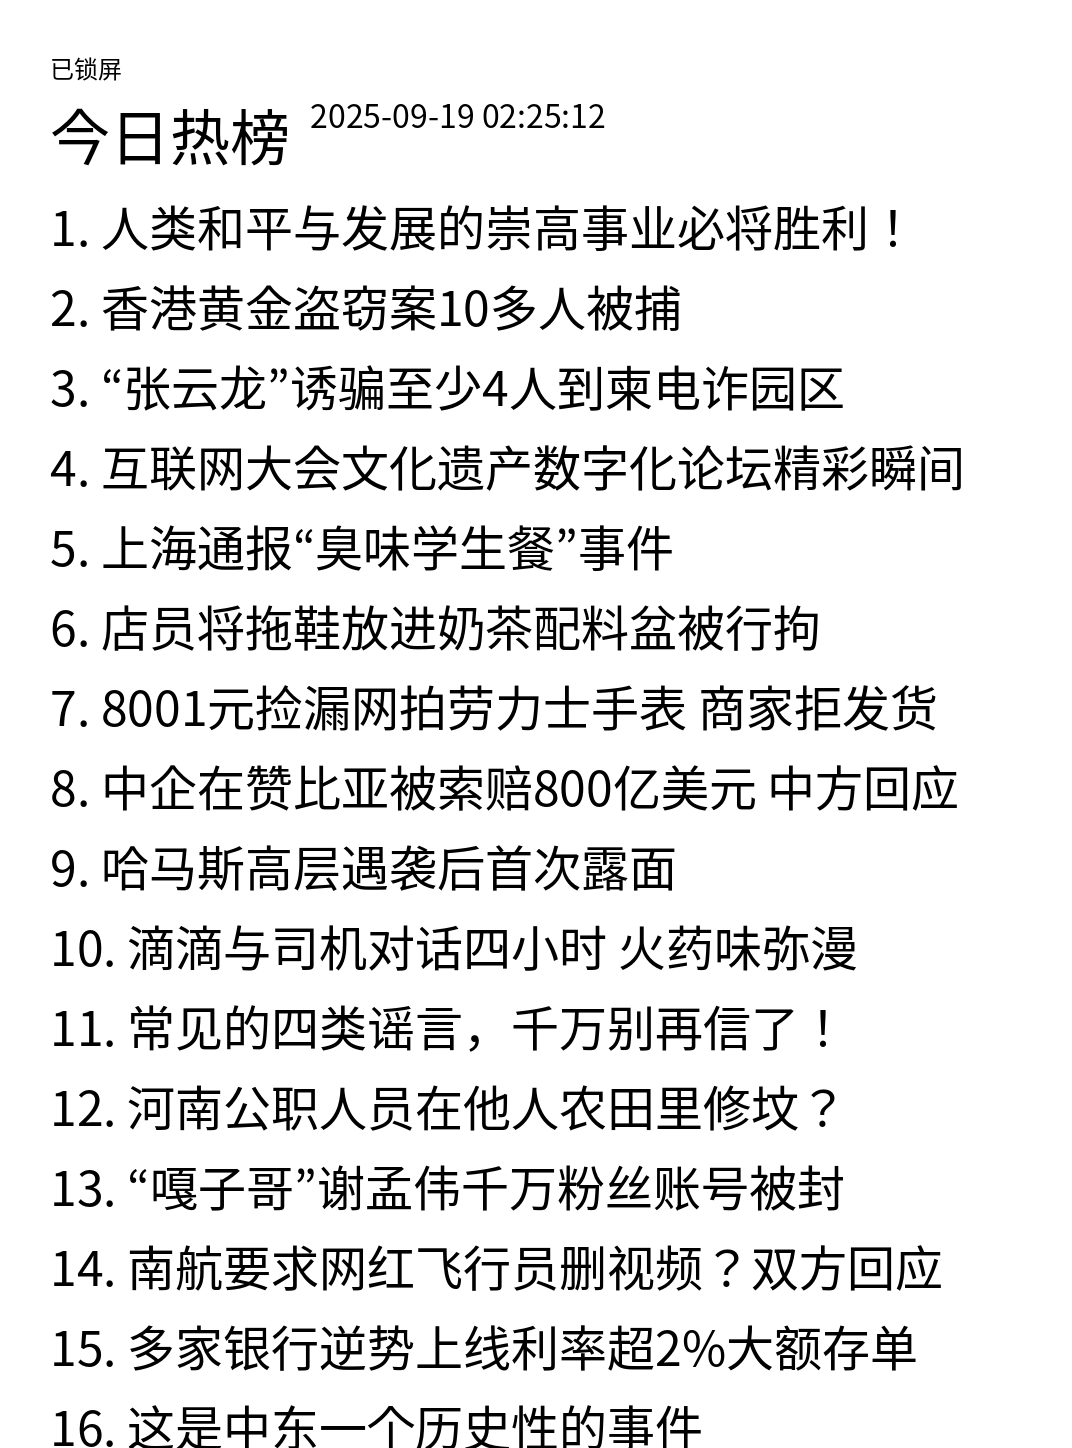 已锁屏
今日热榜 2025-09-19 02:25:12
1. 人类和平与发展的崇高事业必将胜利！
2. 香港黄金盗窃案10多人被捕
3. “张云龙”诱骗至少4人到柬电诈园区
4. 互联网大会文化遗产数字化论坛精彩瞬间
5. 上海通报“臭味学生餐”事件
6. 店员将拖鞋放进奶茶配料盆被行拘
7. 8001元捡漏网拍劳力士手表 商家拒发货
8. 中企在赞比亚被索赔800亿美元 中方回应
9. 哈马斯高层遇袭后首次露面
10. 滴滴与司机对话四小时 火药味弥漫
11. 常见的四类谣言，千万别再信了！
12. 河南公职人员在他人农田里修坟？
13. “嘎子哥”谢孟伟千万粉丝账号被封
14. 南航要求网红飞行员删视频？双方回应
15. 多家银行逆势上线利率超2%大额存单
16. 这是中东一个历史性的事件